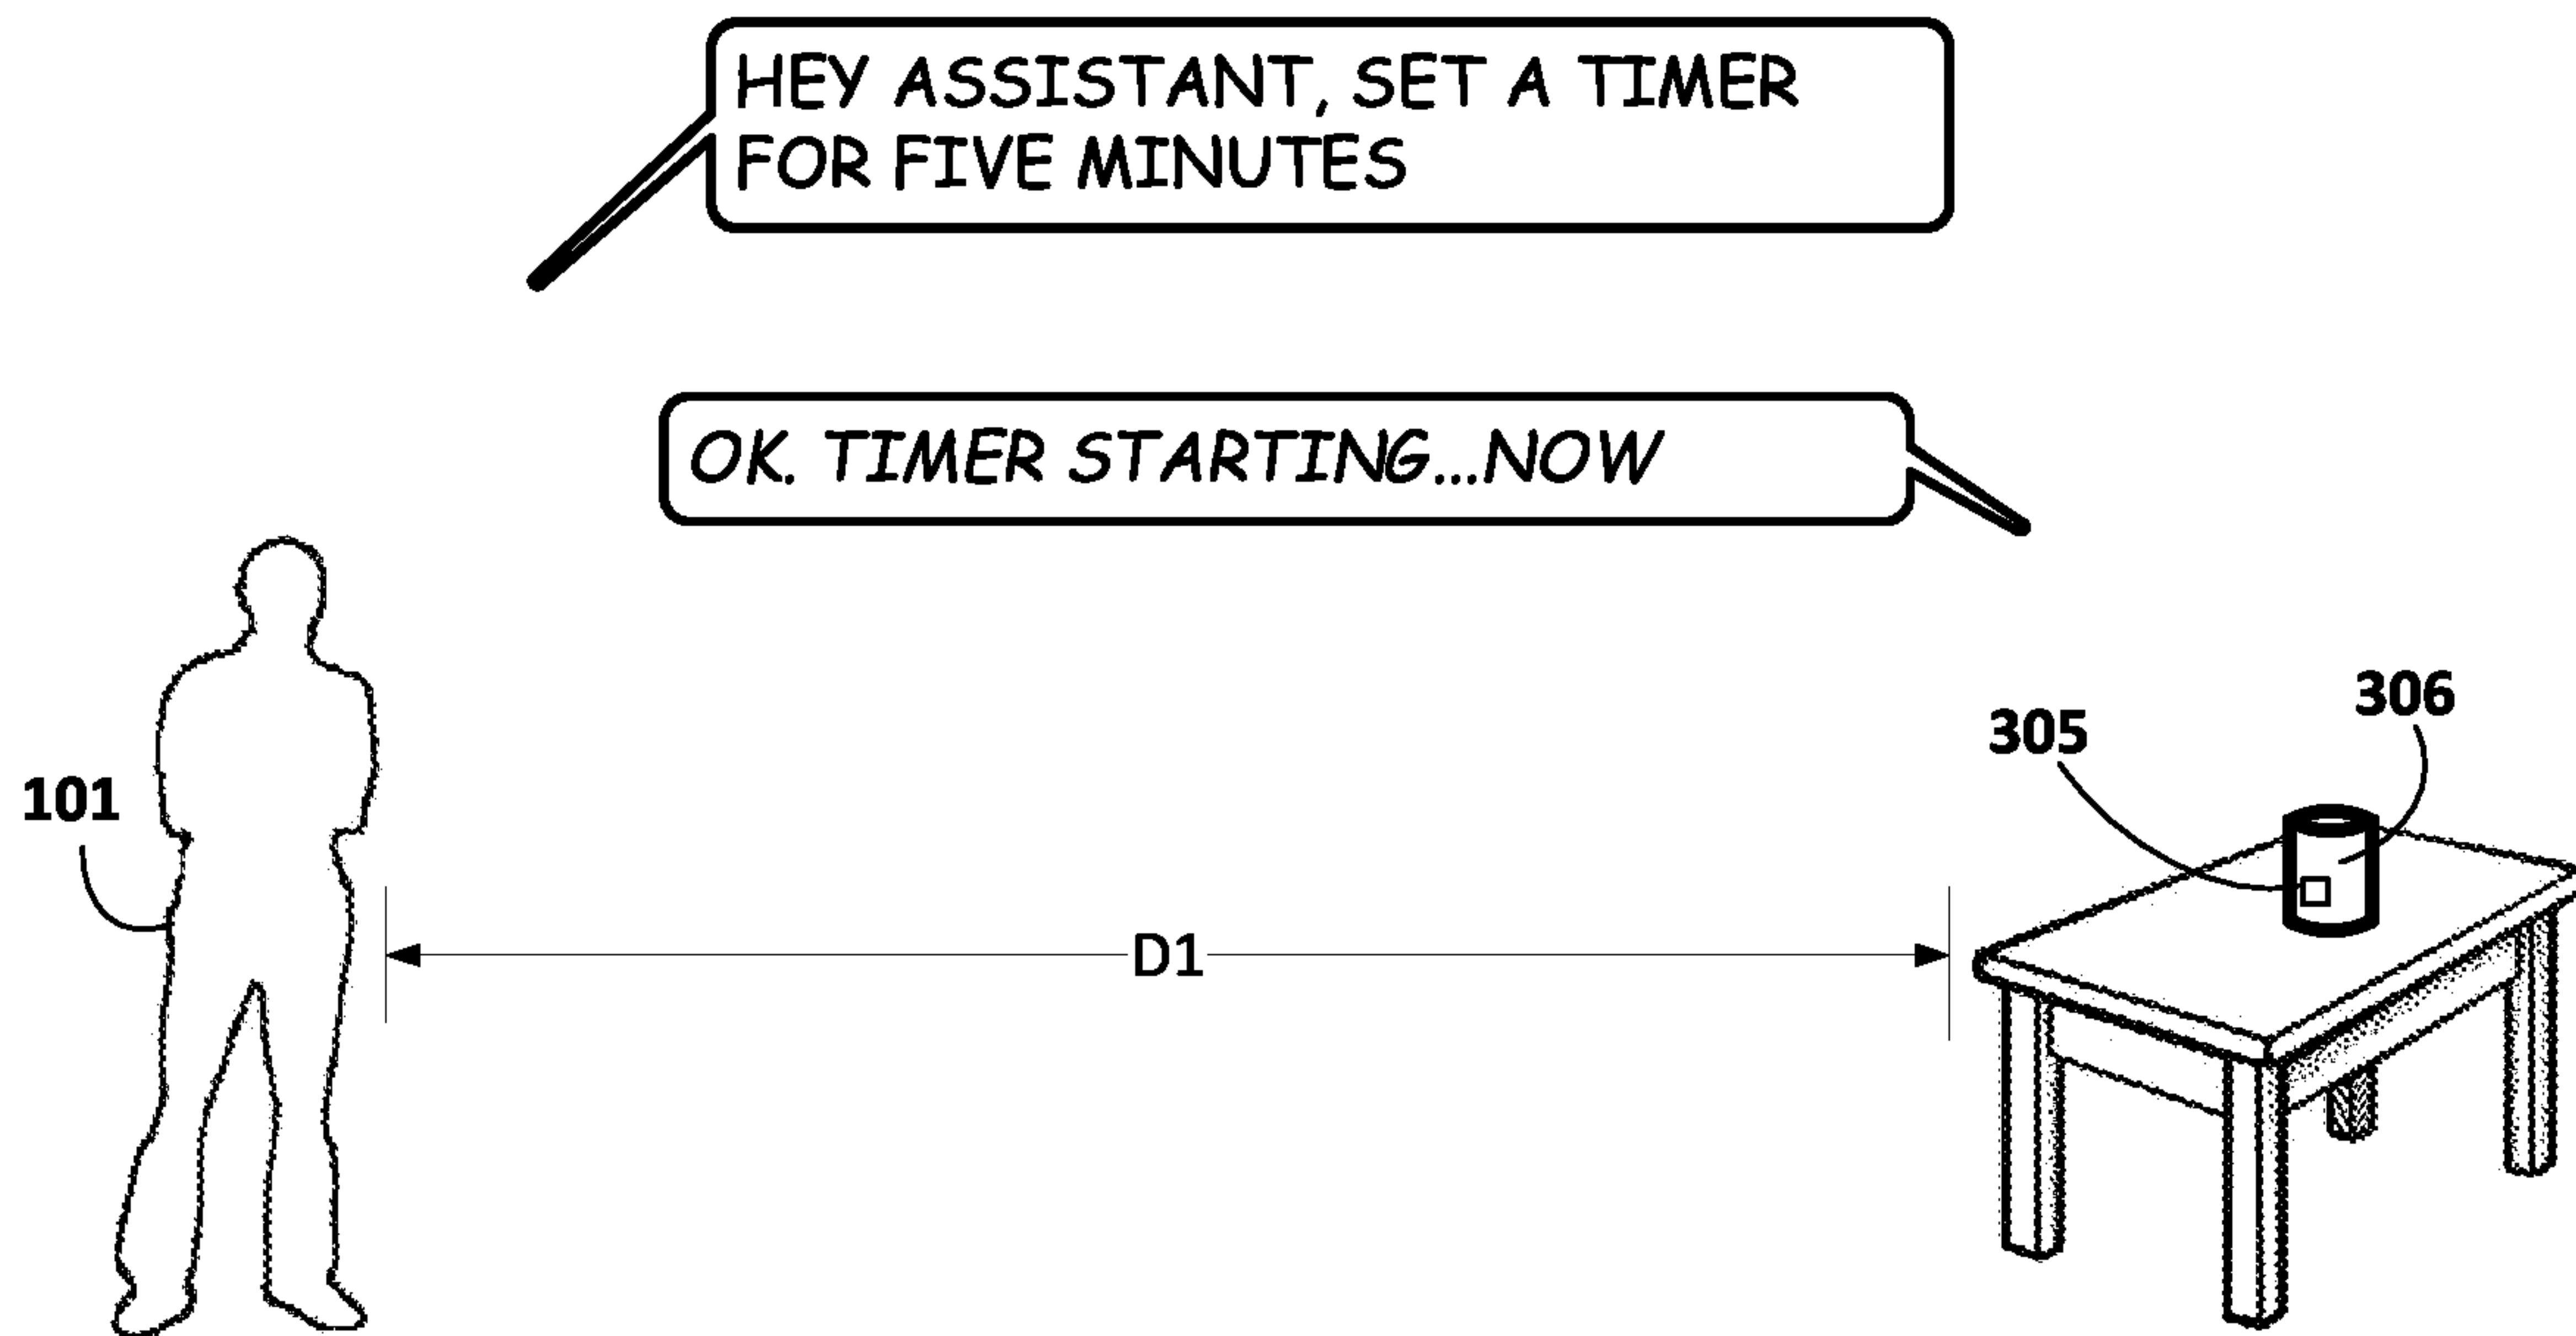 HEY ASSISTANT, SET A TIMER
FOR FIVE MINUTES
OK. TIMER STARTING...NOW
306
305
101
D1